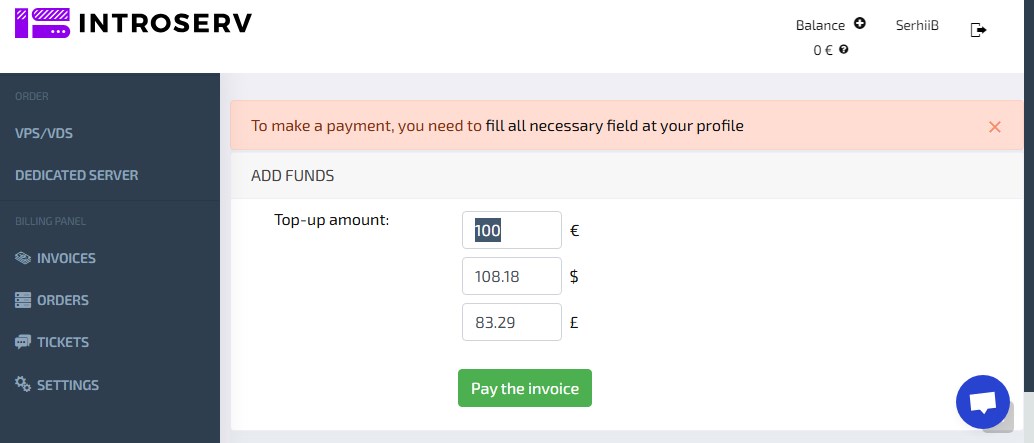 INTROSERV
Balance
SerhiiB
0 €
ORDER
VPS/VDS
DEDICATED SERVER
BILLING PANEL
INVOICES
ORDERS
TICKETS
SETTINGS
To make a payment, you need to fill all necessary field at your profile
ADD FUNDS
Top-up amount:
100 €
108.18 $
83.29 £
Pay the invoice